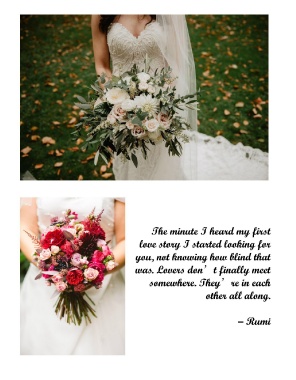 The minute I heard my first
love story I started looking for
you, not knowing how blind that
was. Lovers don’t finally meet
somewhere. They’re in each
other all along.
– Rumi